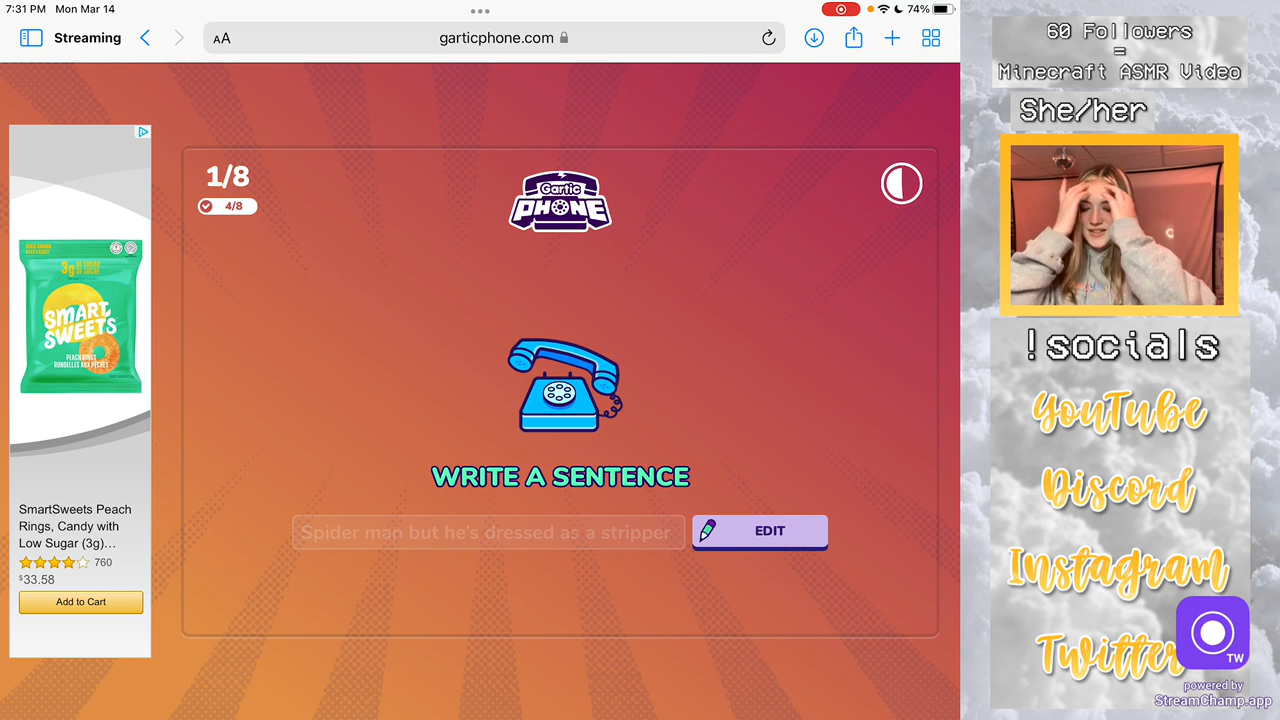 7:31 PM Mon Mar 14
74%
Streaming
AA
garticphone.com
60 Followers
=
Minecraft ASMR Video
She/her
1/8
4/8
Gartic
PHONE
3g
SMART
SWEETS
PEACH RINGS
RONDELLES AUX PÊCHES
!socials
YouTube
Discord
Instagram
Twitter
WRITE A SENTENCE
Spider man but he's dressed as a stripper
EDIT
SmartSweets Peach
Rings, Candy with
Low Sugar (3g)...
760
$33.58
Add to Cart
TW
powered by
StreamChamp.app